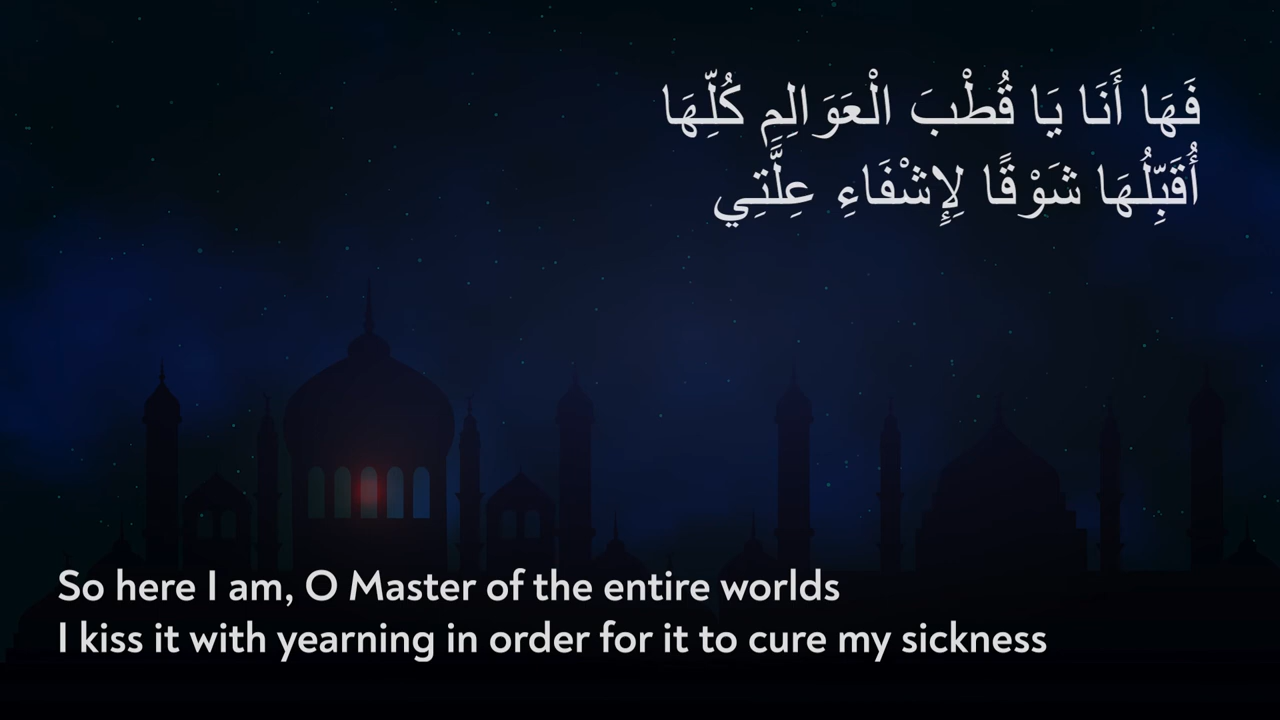 فَهَا أَنَا يَا قُطْبَ الْعَوَالِمِ كُلِّهَا
أُقَبِّلُهَا شَوْقًا لِإِشْفَاءِ عِلَّتِي
So here I am, O Master of the entire worlds
I kiss it with yearning in order for it to cure my sickness